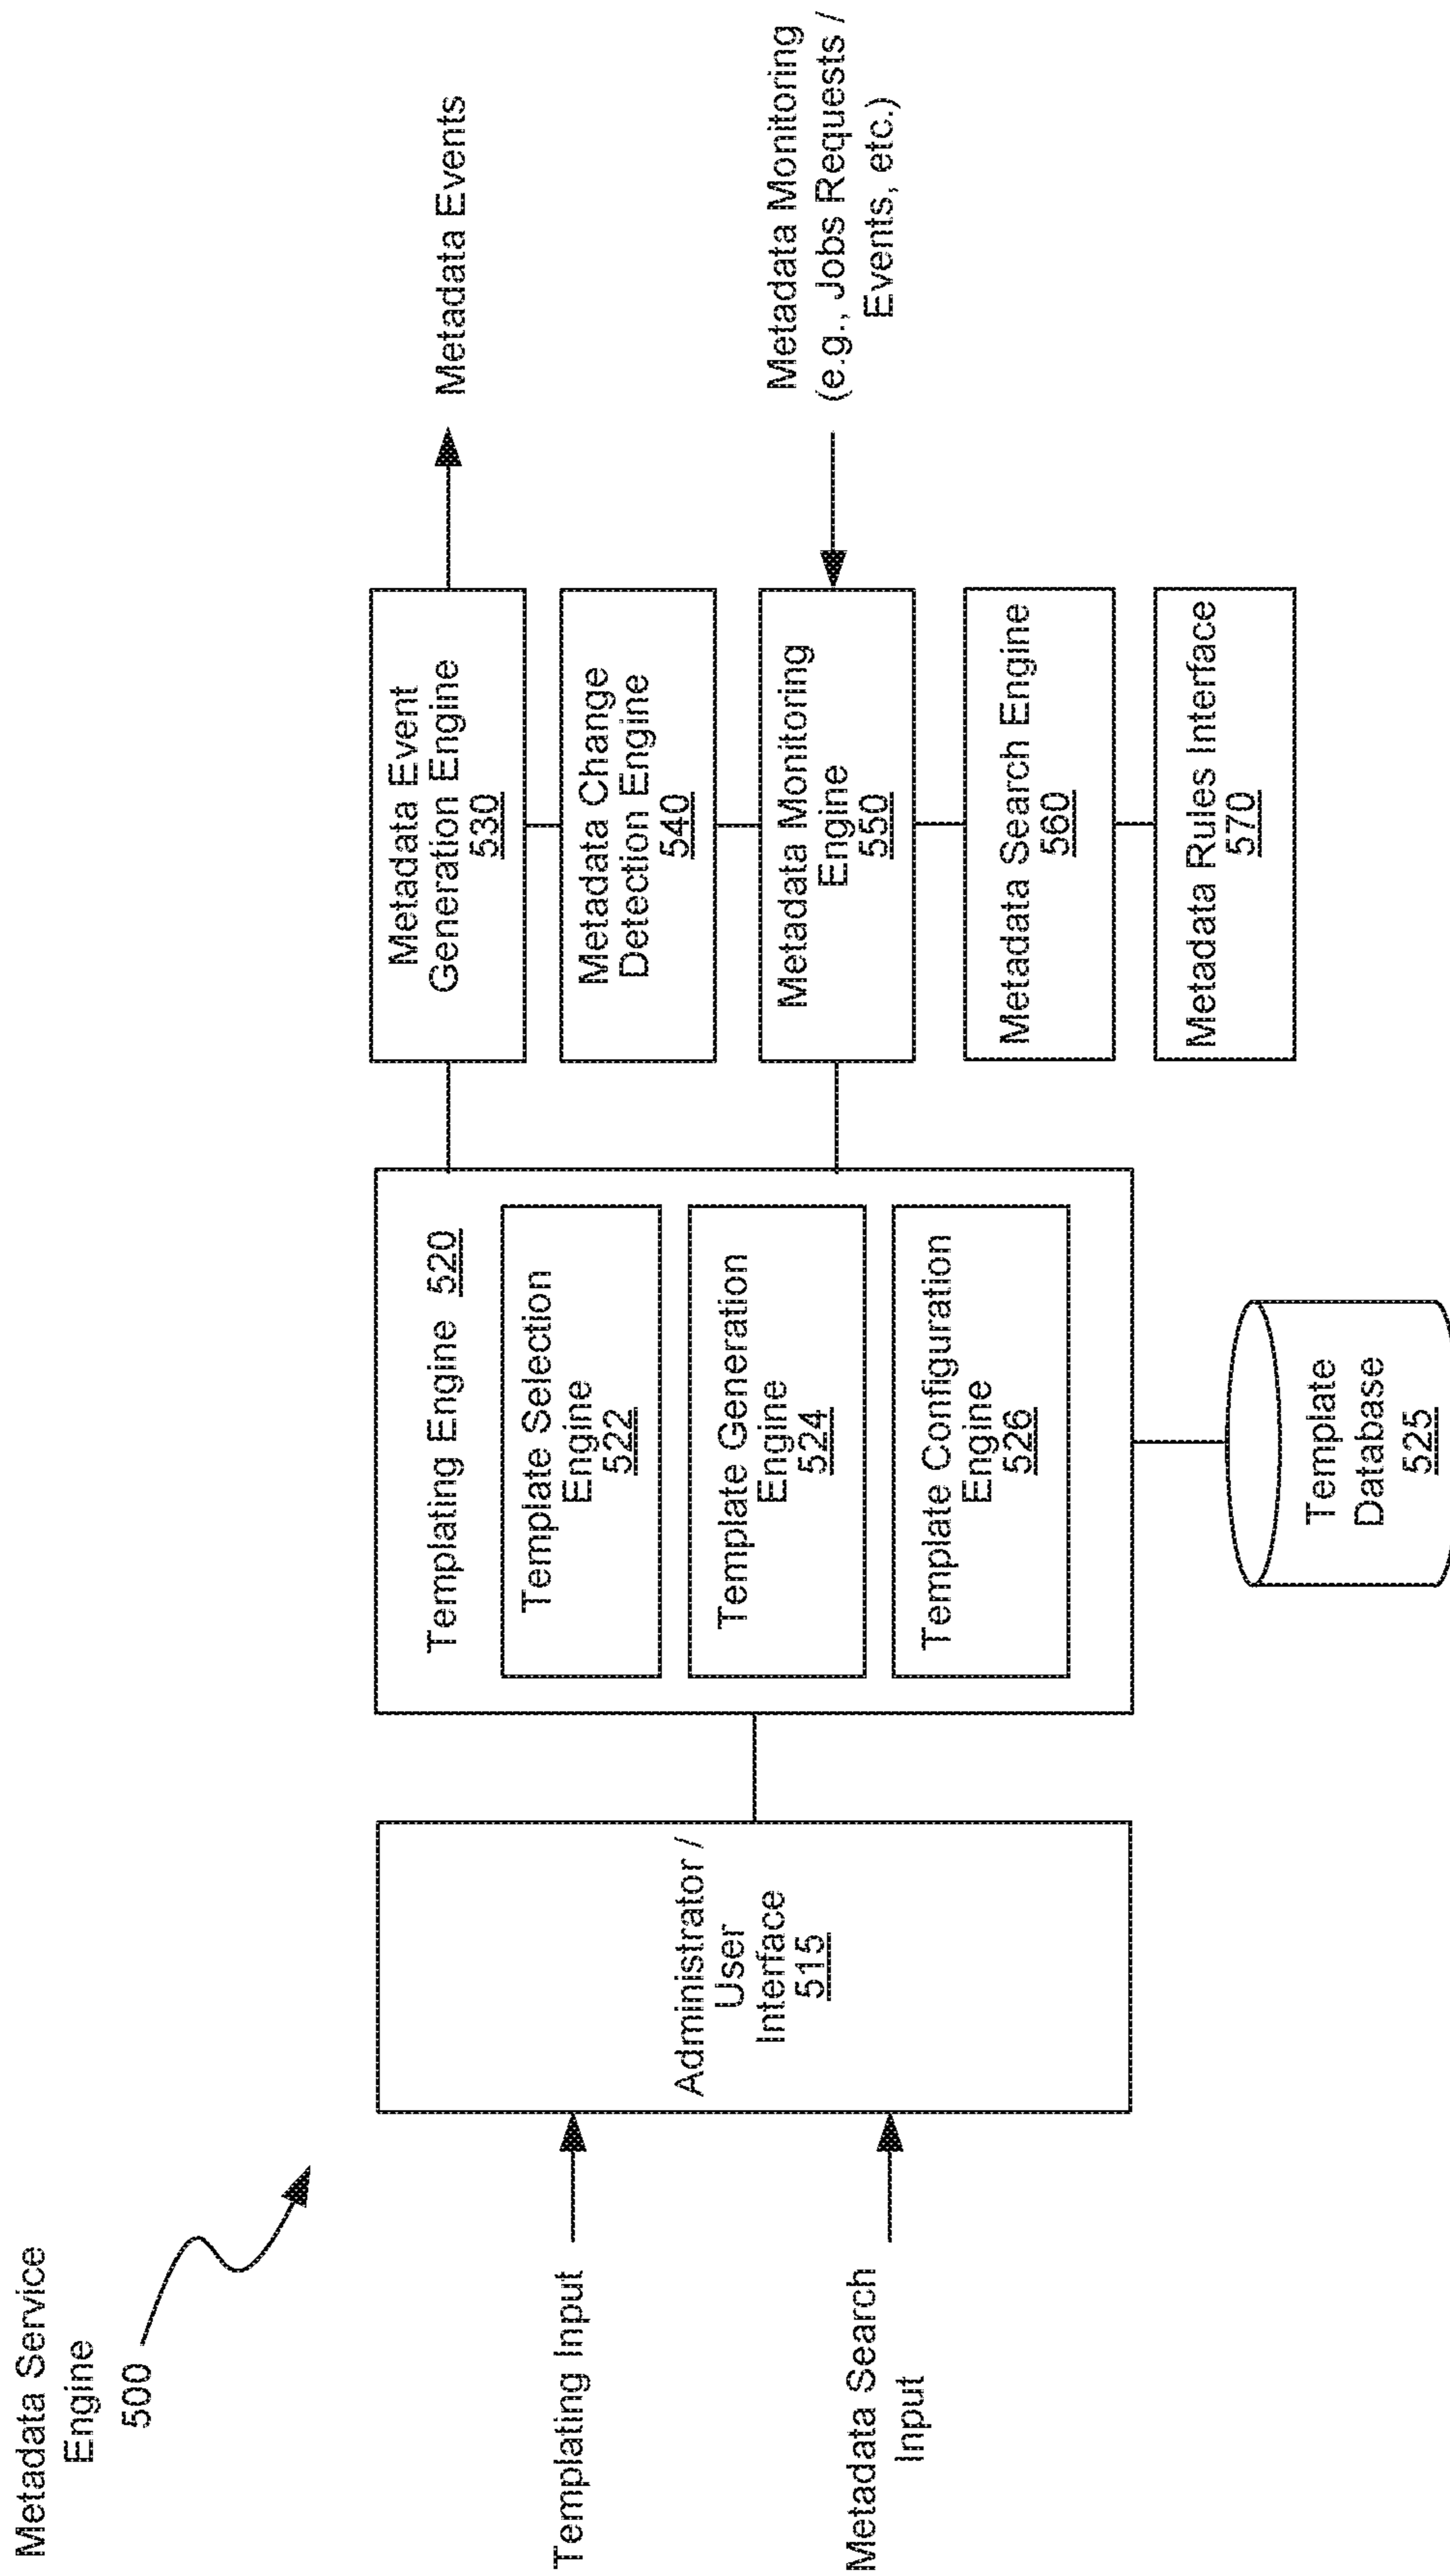 Metadata Service
Engine
500
Templating Input
Metadata Search
Input
Administrator /
User
Interface
515
Templating Engine 520
Template Selection
Engine
522
Template Generation
Engine
524
Template Configuration
Engine
526
Template
Database
525
Metadata Event
Generation Engine
530
Metadata Change
Detection Engine
540
Metadata Monitoring
Engine
550
Metadata Search Engine
560
Metadata Rules Interface
570
Metadata Events
Metadata Monitoring
(e.g., Jobs Requests /
Events, etc.)